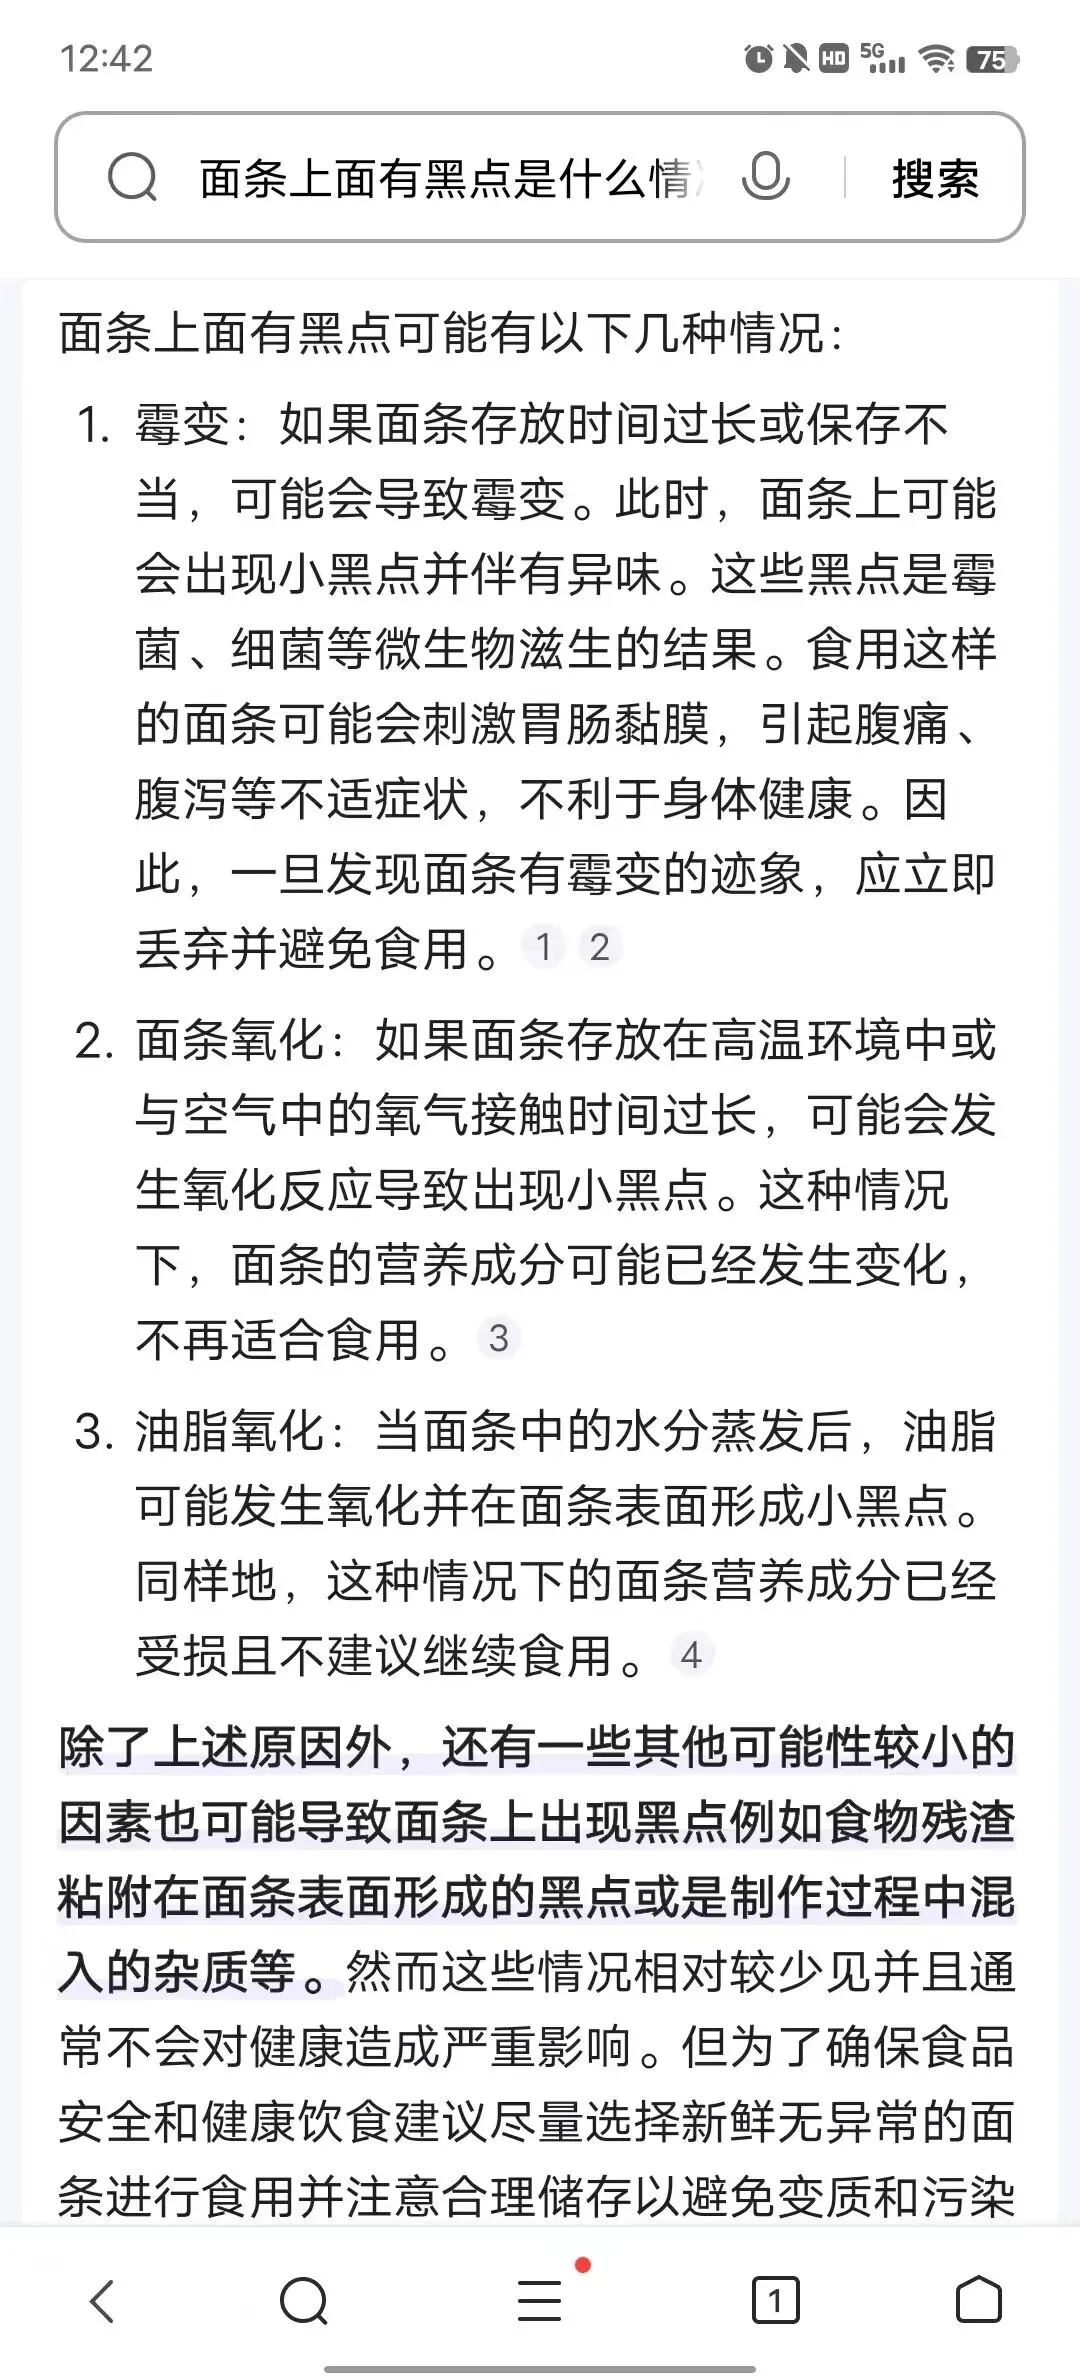 12:42
HD 5G 75
面条上面有黑点是什么情 搜索
面条上面有黑点可能有以下几种情况：
1. 霉变：如果面条存放时间过长或保存不
当，可能会导致霉变。此时，面条上可能
会出现小黑点并伴有异味。这些黑点是霉
菌、细菌等微生物滋生的结果。食用这样
的面条可能会刺激胃肠黏膜，引起腹痛、
腹泻等不适症状，不利于身体健康。因
此，一旦发现面条有霉变的迹象，应立即
丢弃并避免食用。 1 2
2. 面条氧化：如果面条存放在高温环境中或
与空气中的氧气接触时间过长，可能会发
生氧化反应导致出现小黑点。这种情况
下，面条的营养成分可能已经发生变化，
不再适合食用。 3
3. 油脂氧化：当面条中的水分蒸发后，油脂
可能发生氧化并在面条表面形成小黑点。
同样地，这种情况下的面条营养成分已经
受损且不建议继续食用。 4
除了上述原因外，还有一些其他可能性较小的
因素也可能导致面条上出现黑点例如食物残渣
粘附在面条表面形成的黑点或是制作过程中混
入的杂质等。然而这些情况相对较少见并且通
常不会对健康造成严重影响。但为了确保食品
安全和健康饮食建议尽量选择新鲜无异常的面
条进行食用并注意合理储存以避免变质和污染
1